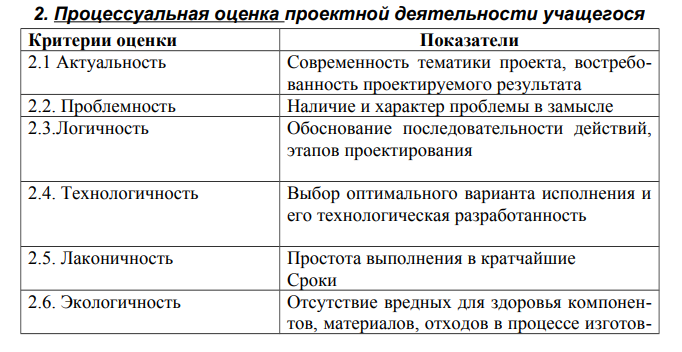 2. Процессуальная оценка проектной деятельности учащегося
Критерии оценки Показатели
2.1 Актуальность Современность тематики проекта, востребо-
ванность проектируемого результата
2.2. Проблемность Наличие и характер проблемы в замысле
2.3.Логичность Обоснование последовательности действий,
этапов проектирования
2.4. Технологичность Выбор оптимального варианта исполнения и
его технологическая разработанность
2.5. Лаконичность Простота выполнения в кратчайшие
Сроки
2.6. Экологичность Отсутствие вредных для здоровья компонен-
тов, материалов, отходов в процессе изготов-